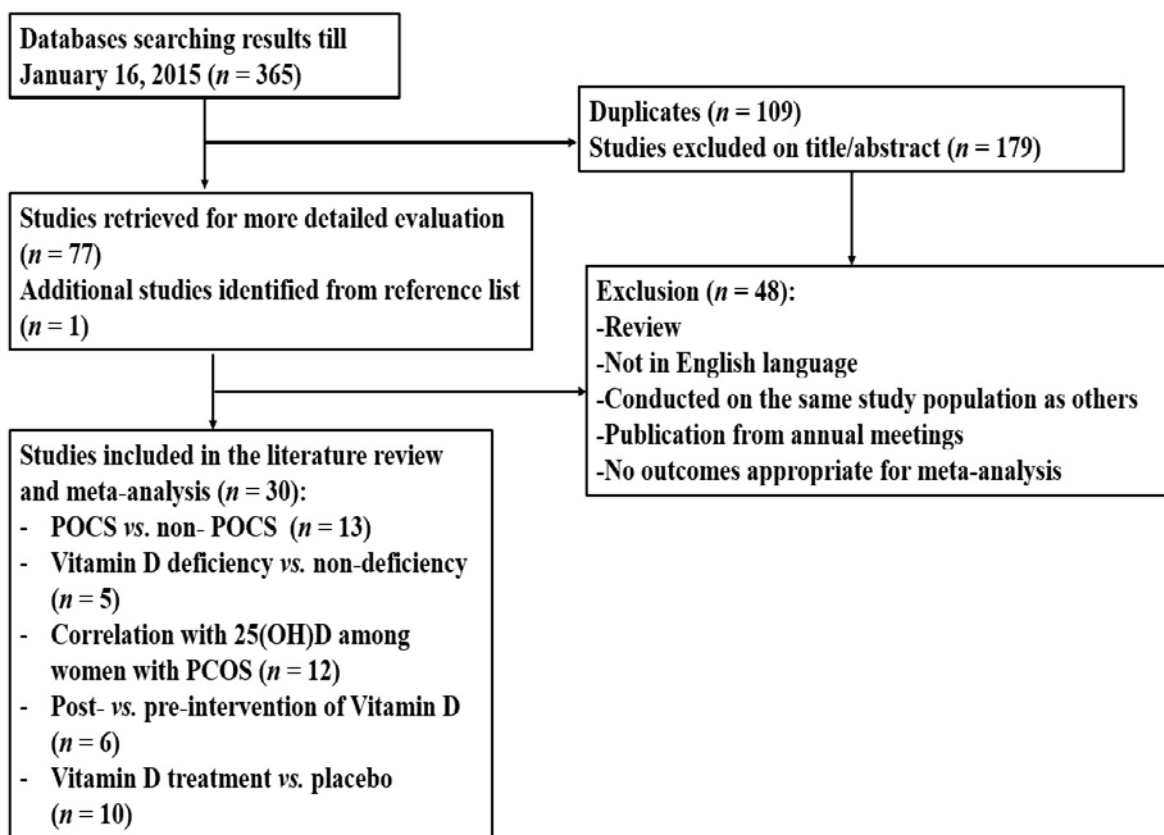 Databases searching results till
January 16, 2015 (n = 365)
Duplicates (n = 109)
Studies excluded on title/abstract (n = 179)
Studies retrieved for more detailed evaluation
(n = 77)
Additional studies identified from reference list
(n = 1)
Exclusion (n = 48):
-Review
-Not in English language
-Conducted on the same study population as others
-Publication from annual meetings
-No outcomes appropriate for meta-analysis
Studies included in the literature review
and meta-analysis (n = 30):
- POCS vs. non- POCS (n = 13)
- Vitamin D deficiency vs. non-deficiency
(n = 5)
- Correlation with 25(OH)D among
women with PCOS (n = 12)
- Post- vs. pre-intervention of Vitamin D
(n = 6)
- Vitamin D treatment vs. placebo
(n = 10)